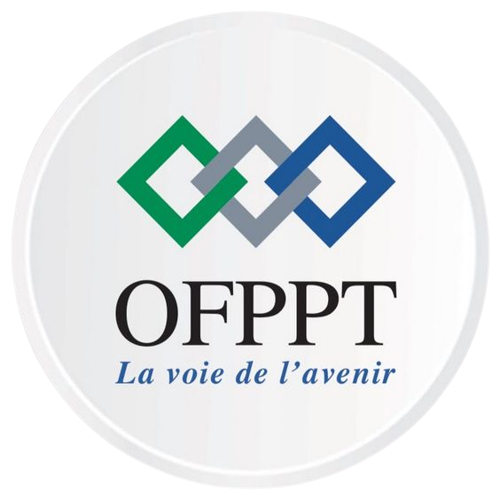 OFPPT
La voie de l’avenir